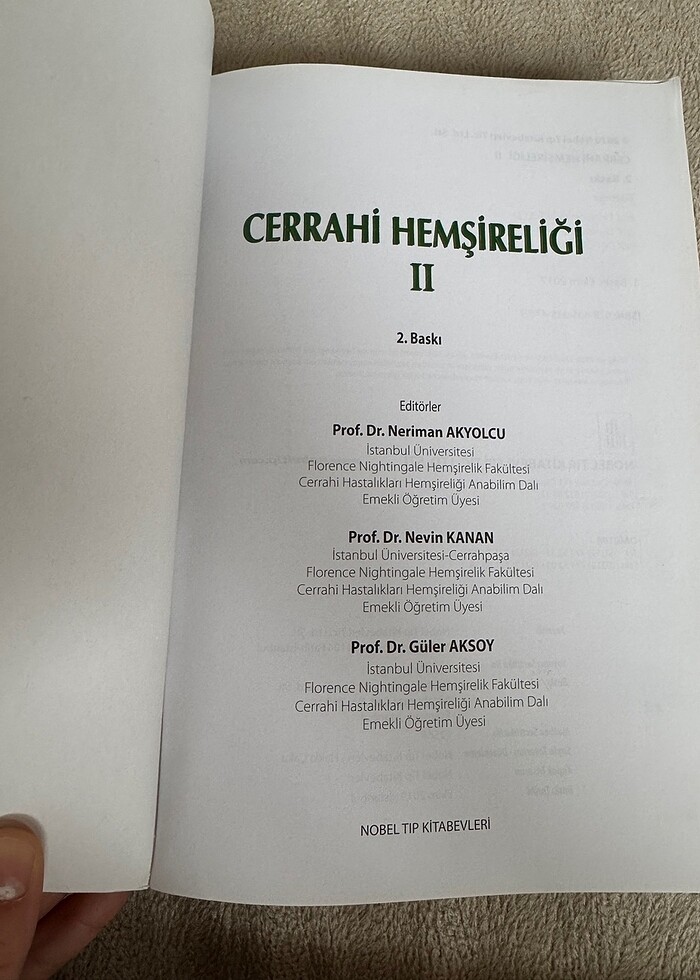 CERRAHİ HEMŞİRELİĞİ
II
2. Baskı
Editörler
Prof. Dr. Neriman AKYOLCU
İstanbul Üniversitesi
Florence Nightingale Hemşirelik Fakültesi
Cerrahi Hastalıkları Hemşireliği Anabilim Dalı
Emekli Öğretim Üyesi
Prof. Dr. Nevin KANAN
İstanbul Üniversitesi-Cerrahpaşa
Florence Nightingale Hemşirelik Fakültesi
Cerrahi Hastalıkları Hemşireliği Anabilim Dalı
Emekli Öğretim Üyesi
Prof. Dr. Güler AKSOY
İstanbul Üniversitesi
Florence Nightingale Hemşirelik Fakültesi
Cerrahi Hastalıkları Hemşireliği Anabilim Dalı
Emekli Öğretim Üyesi
NOBEL TIP KİTABEVLERİ